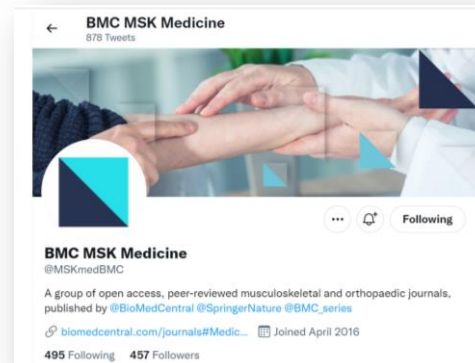 BMC MSK Medicine
878 Tweets
Following
BMC MSK Medicine
@MSKmedBMC
A group of open access, peer-reviewed musculoskeletal and orthopaedic journals,
published by @BioMedCentral @SpringerNature @BMC_series
biomedcentral.com/journals#Medic... Joined April 2016
495 Following 457 Followers